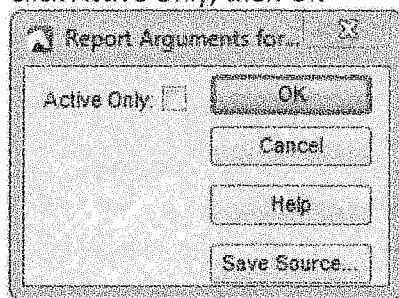 Report Arguments for...
Active Only:
OK
Cancel
Help
Save Source...